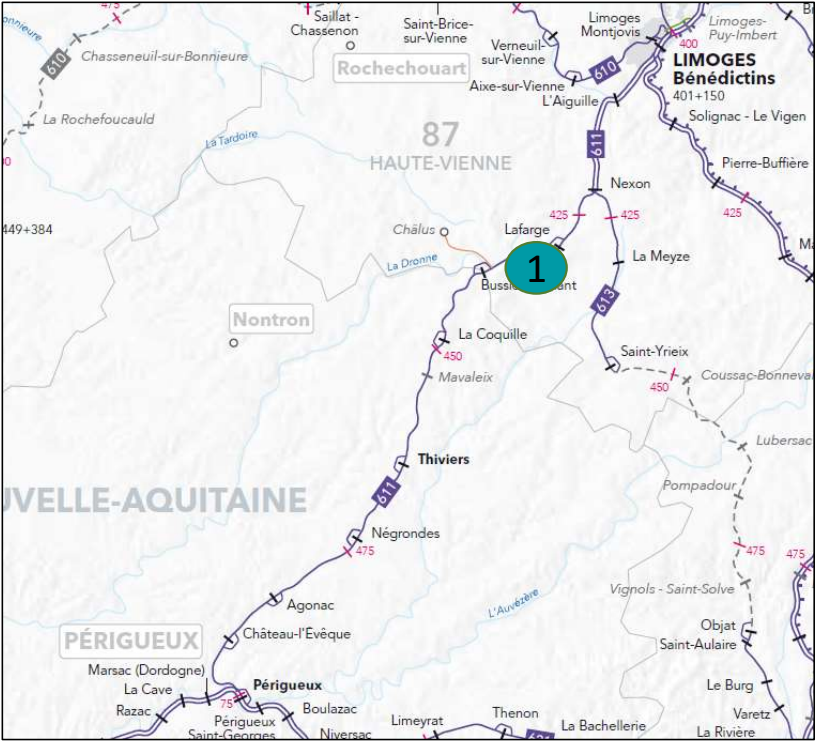 475
Saillat -
Chassenon
Saint-Brice-
sur-Vienne
Limoges
Montjovis
Limoges-
Puy-Imbert
400
Verneuil-
sur-Vienne
610
LIMOGES
Bénédictins
401+150
Chasseneuil-sur-Bonnieure
610
Rochechouart
Aixe-sur-Vienne
L'Aiguille
La Rochefoucauld
Solignac - Le Vigen
La Tardoire
87
HAUTE-VIENNE
611
Pierre-Buffière
Nexon
425
425
425
449+384
Châlus
Lafarge
La Dronne
1
La Meyze
613
Nontron
La Coquille
450
Saint-Yrieix
Mavaleix
450
Lubersac
Thiviers
Pompadour
611
Négrondes
475
475
475
Vignols - Saint-Solve
Agonac
L'Auvézère
PÉRIGUEUX
Château-l'Évêque
Objat
Saint-Aulaire
Marsac (Dordogne)
La Cave
Razac
75
Périgueux
Boulazac
Périgueux
Saint-Georges
Niversac
Limeyrat
Thenon
La Bachellerie
Le Burg
Varetz
La Rivière